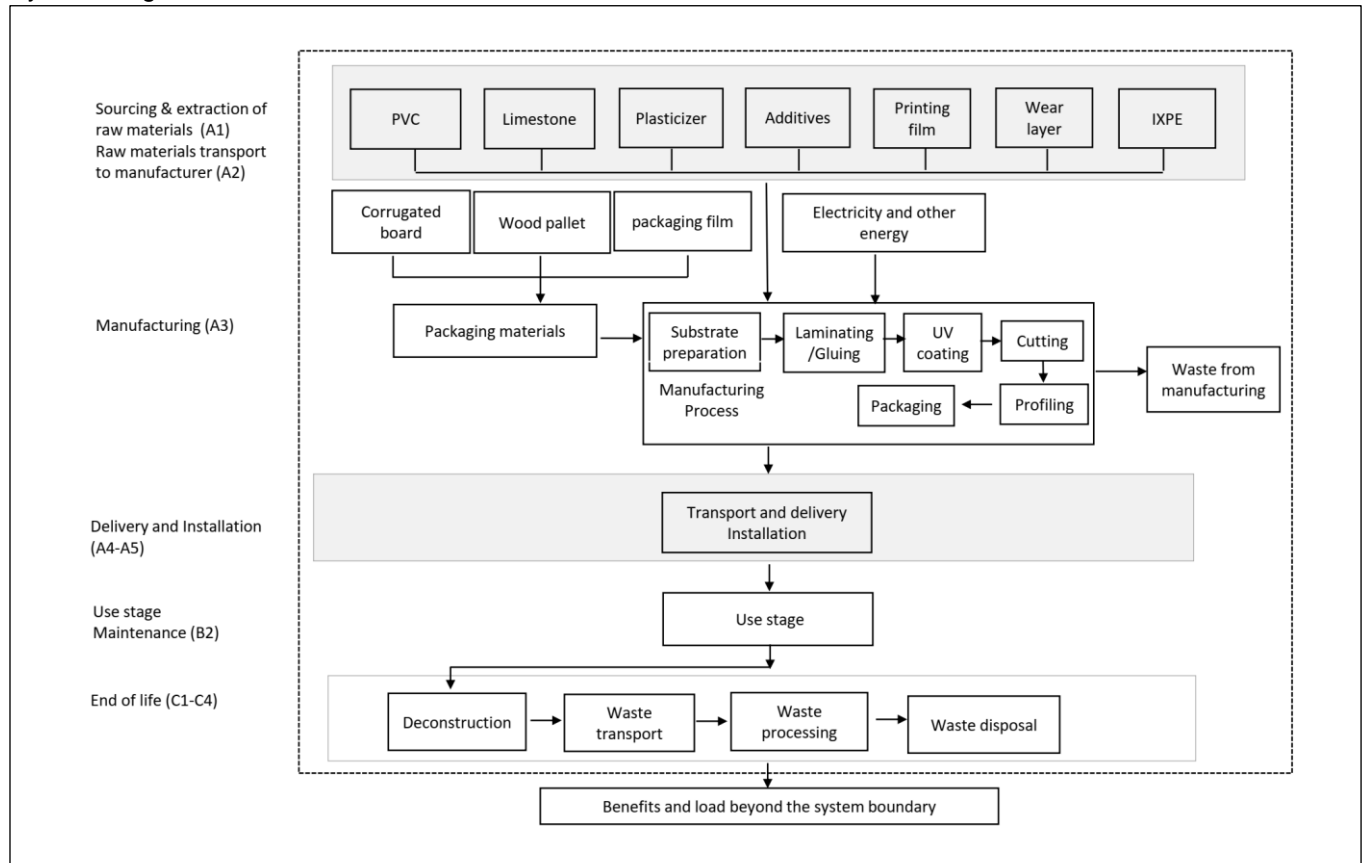 Sourcing & extraction of
raw materials (A1)
Raw materials transport
to manufacturer (A2)
PVC
Limestone
Plasticizer
Additives
Printing
film
Wear
layer
IXPE
Corrugated
board
Wood pallet
packaging film
Electricity and other
energy
Manufacturing (A3)
Packaging materials
Substrate
preparation
Laminating
/Gluing
UV
coating
Cutting
Manufacturing
Process
Packaging
Profiling
Waste from
manufacturing
Delivery and Installation
(A4-A5)
Transport and delivery
Installation
Use stage
Maintenance (B2)
Use stage
End of life (C1-C4)
Deconstruction
Waste
transport
Waste
processing
Waste disposal
Benefits and load beyond the system boundary